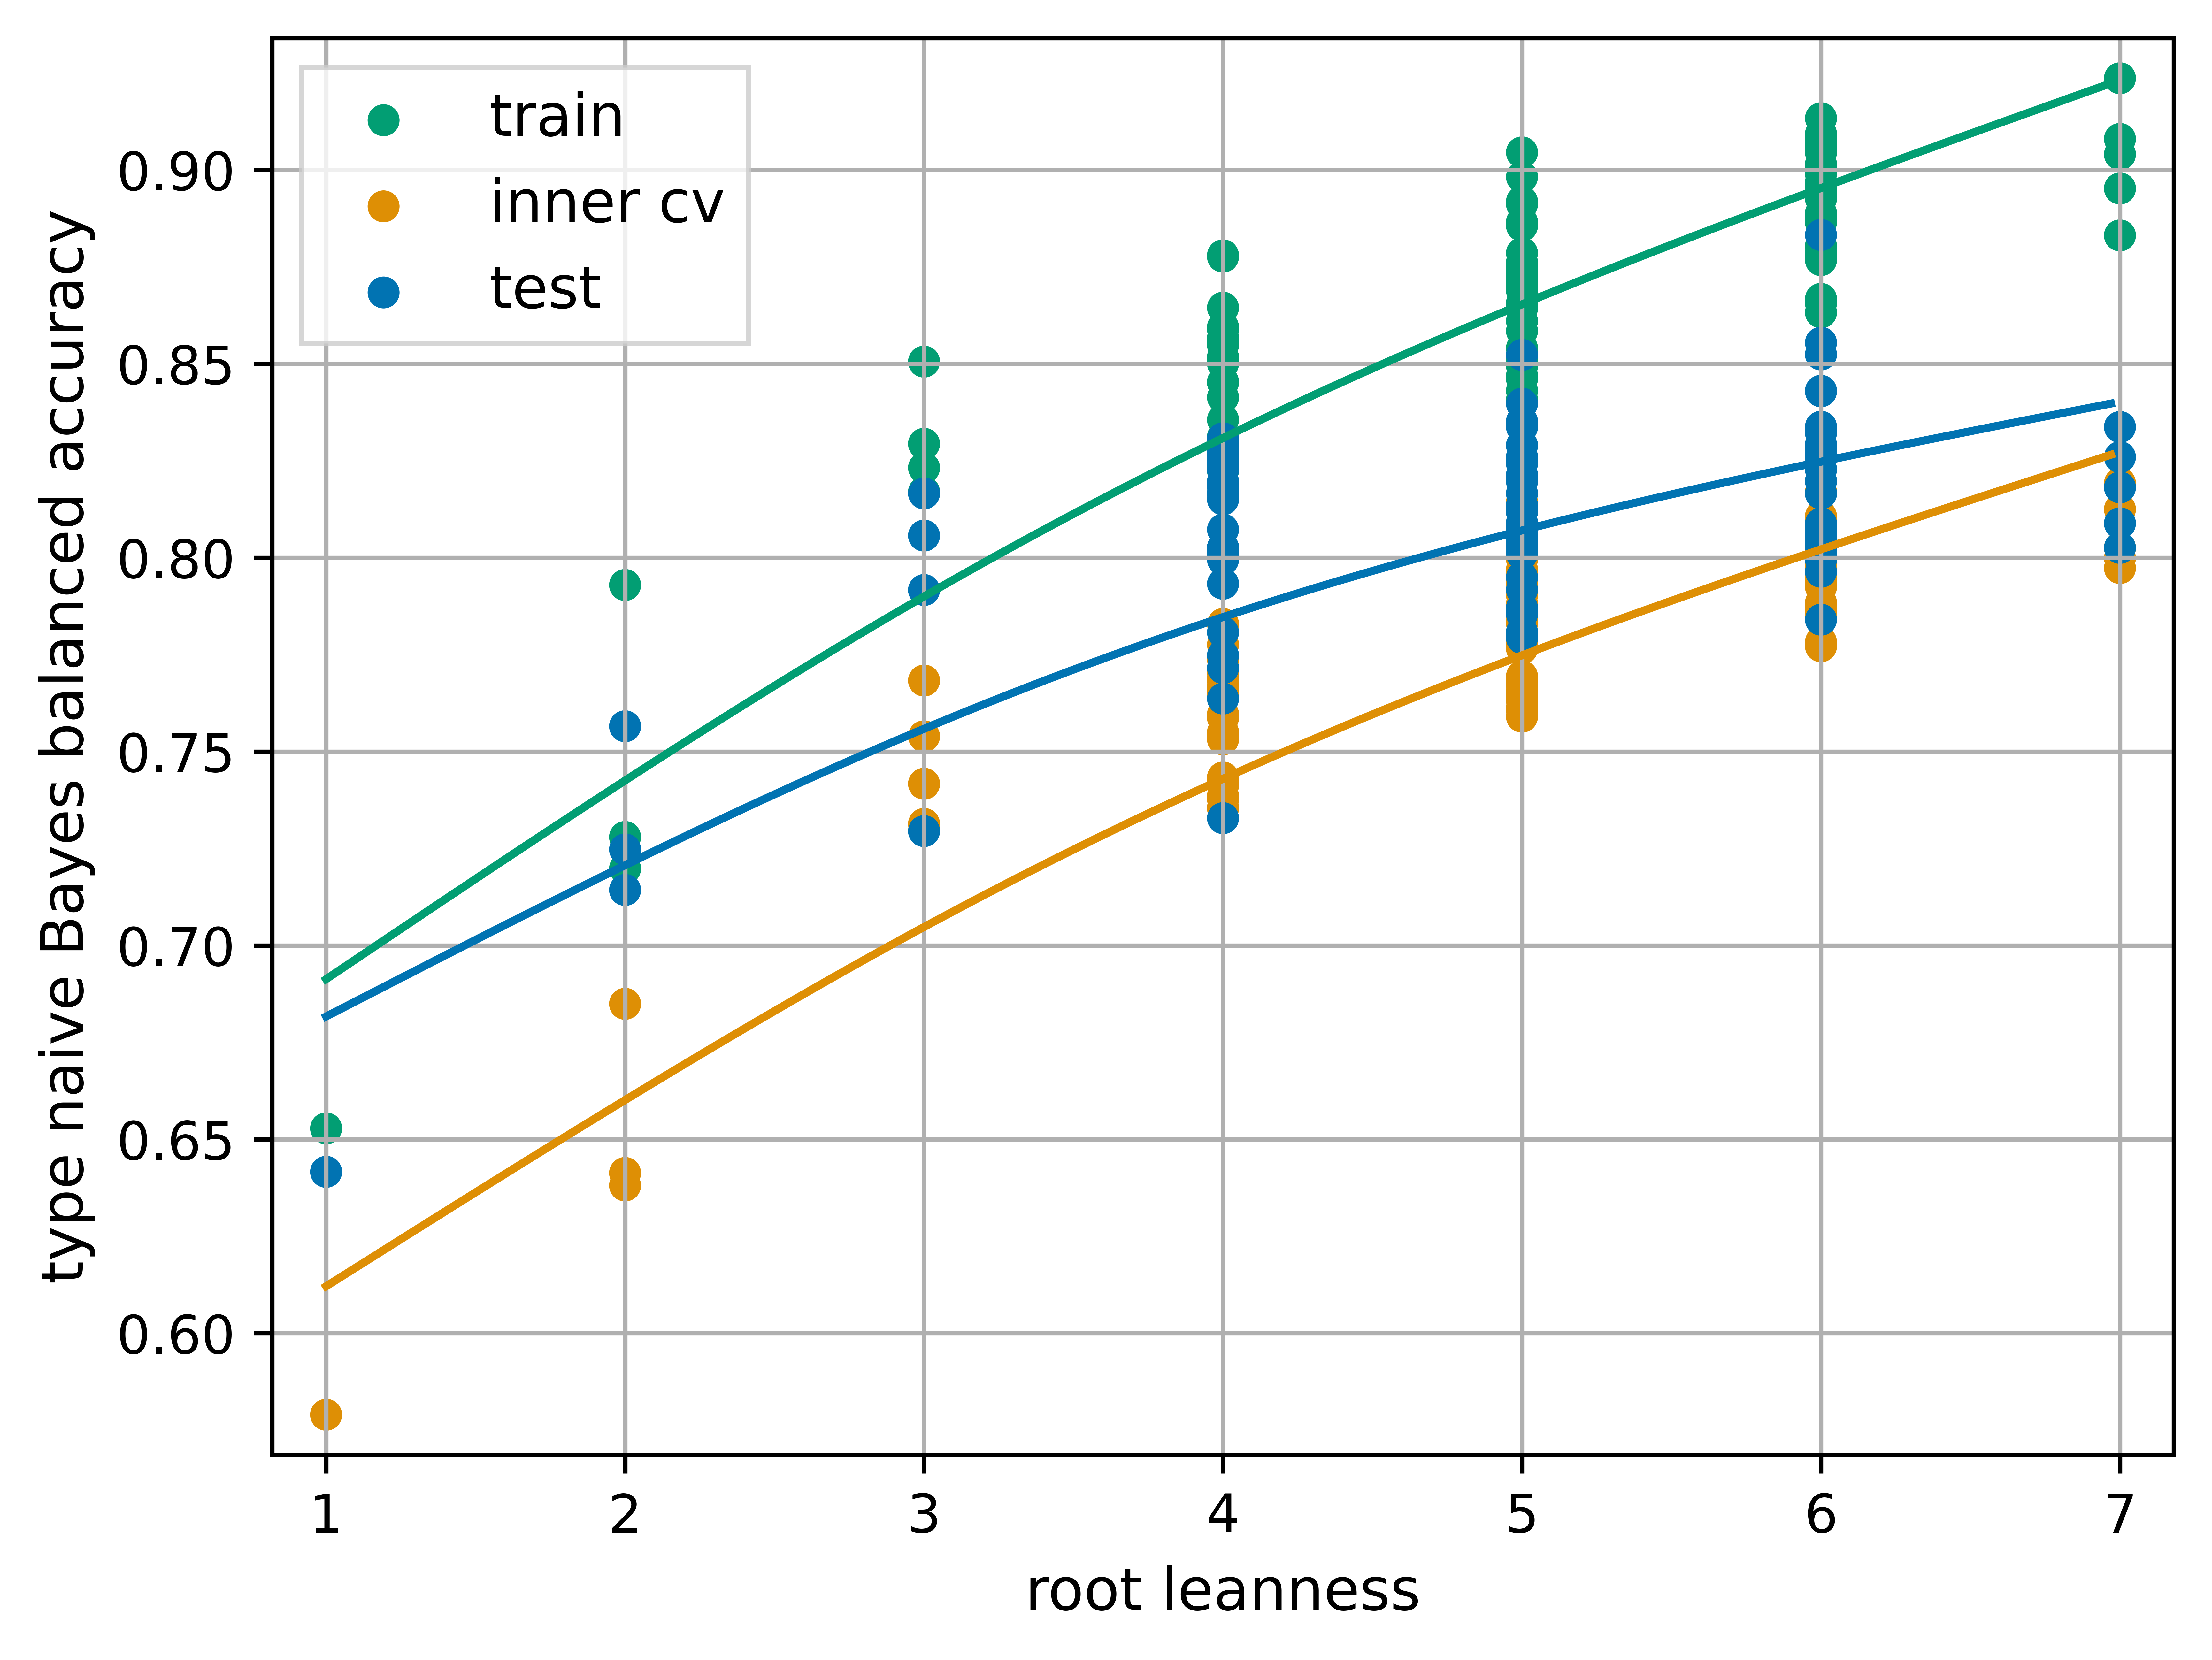 train
inner cv
test
type naive Bayes balanced accuracy
0.90
0.85
0.80
0.75
0.70
0.65
0.60
1 2 3 4 5 6 7
root leanness